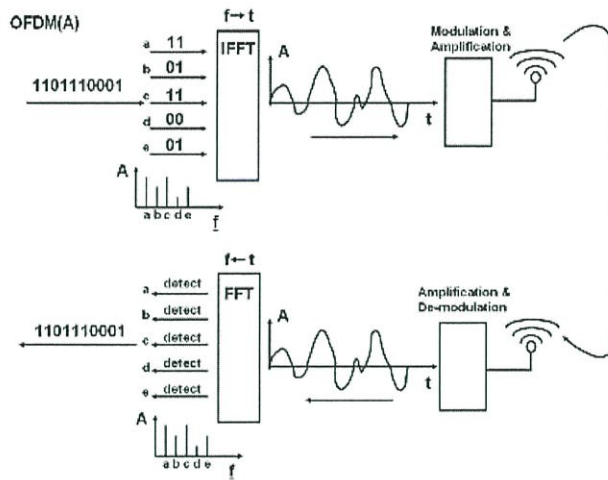 OFDM(A)
f→t
Modulation &
Amplification
1101110001
a 11
b 01
c 11
d 00
e 01
IFFT
A
t
A
a b c d e
f
f←t
Amplification &
De-modulation
1101110001
a detect
b detect
c detect
d detect
e detect
FFT
A
t
A
a b c d e
f